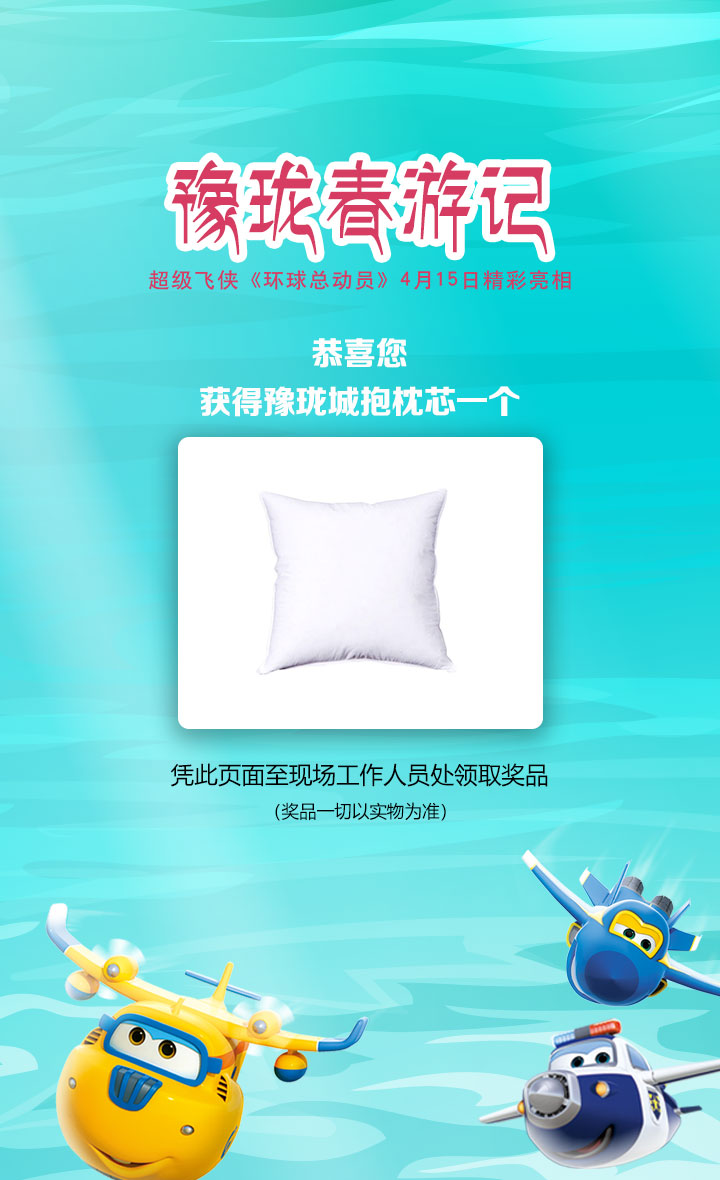 豫珑春游记
超级飞侠《环球总动员》4月15日精彩亮相
恭喜您
获得豫珑城抱枕芯一个
凭此页面至现场工作人员处领取奖品
（奖品一切以实物为准）